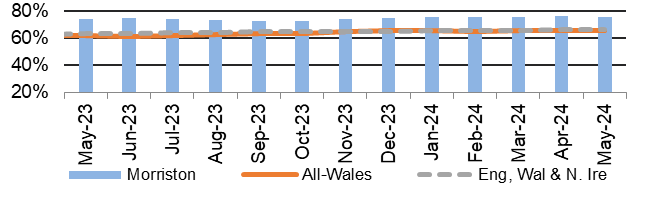 80%
60%
40%
20%
May-23
Jun-23
Jul-23
Aug-23
Sep-23
Oct-23
Nov-23
Dec-23
Jan-24
Feb-24
Mar-24
Apr-24
May-24
Morriston
All-Wales
Eng, Wal & N. Ire